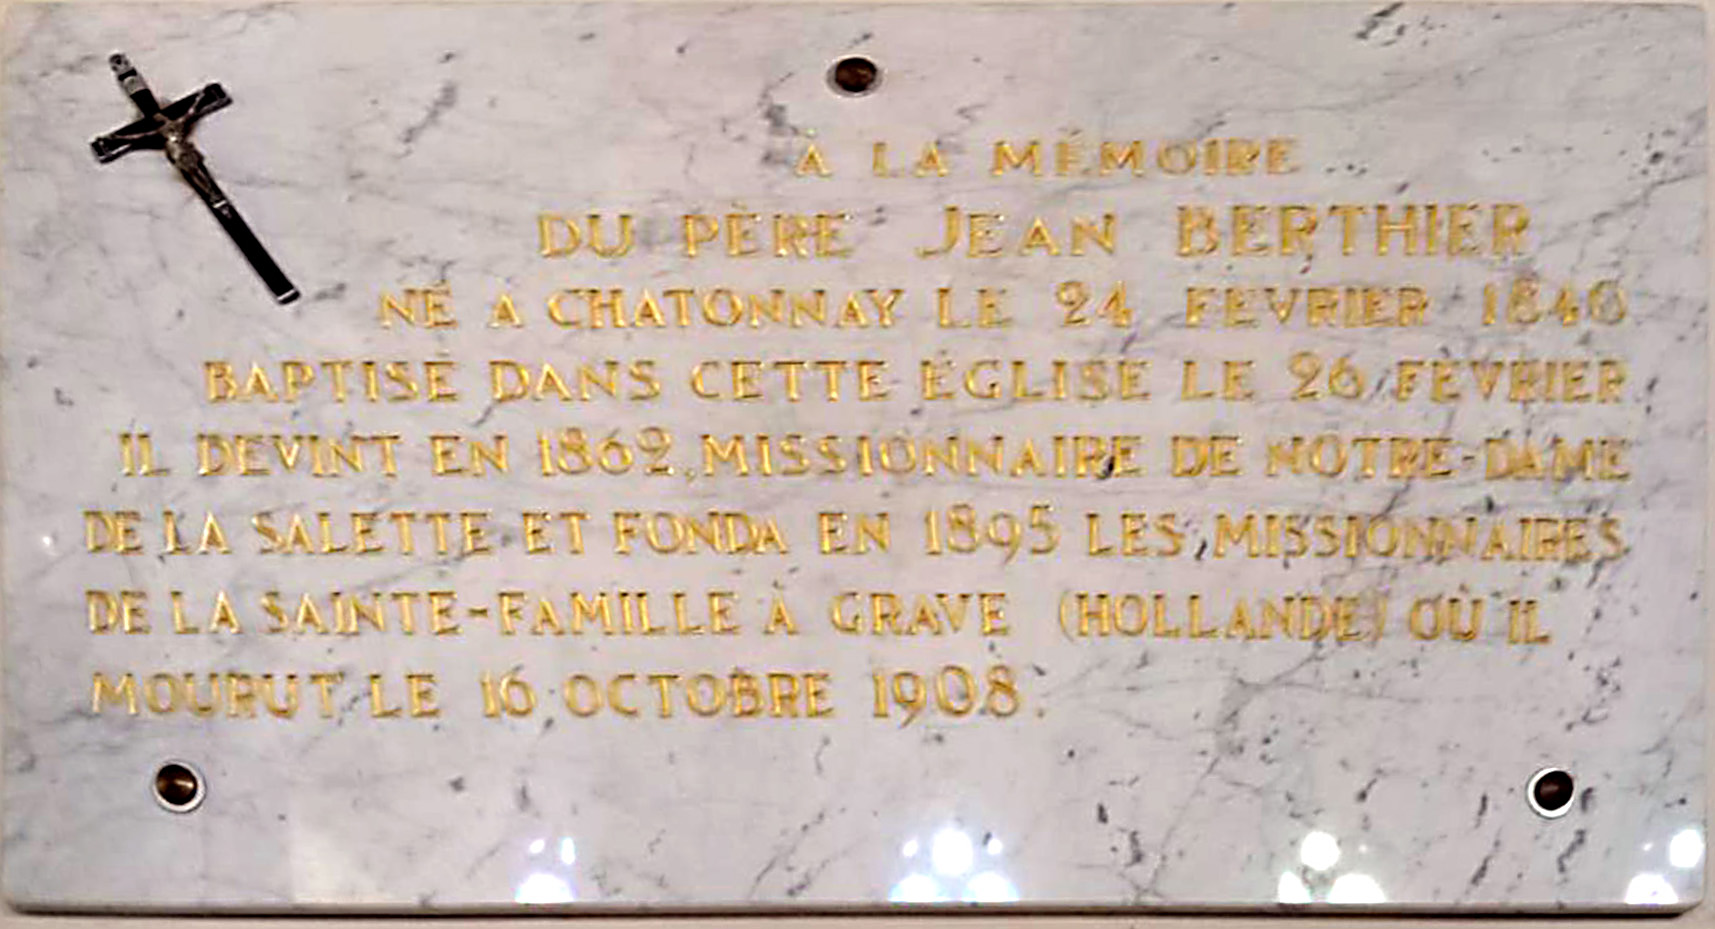 A LA MÉMOIRE
DU PÈRE JEAN BERTHIER
NÉ A CHATONNAY LE 24 FEVRIER 1840
BAPTISÉ DANS CETTE ÉGLISE LE 26 FÉVRIER
IL DEVINT EN 1862, MISSIONNAIRE DE NOTRE-DAME
DE LA SALETTE ET FONDA EN 1895 LES MISSIONNAIRES
DE LA SAINTE-FAMILLE À GRAVE (HOLLANDE) OÙ IL
MOURUT LE 16 OCTOBRE 1908.